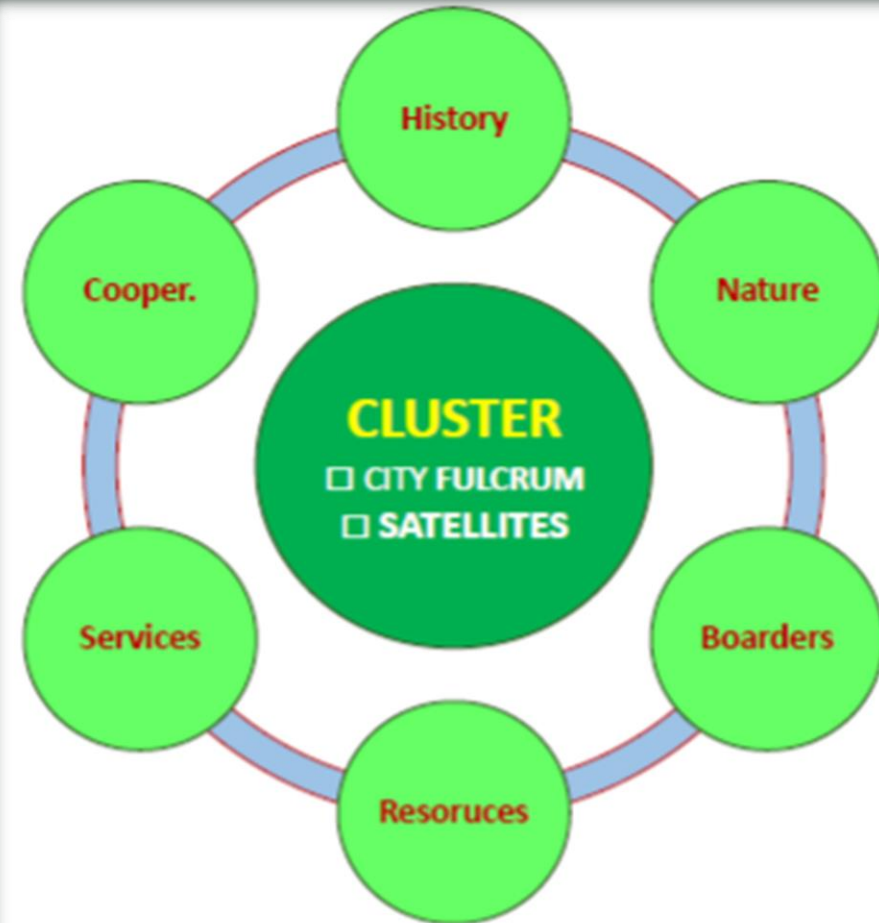 History
Cooper.
Nature
CLUSTER
☐ CITY FULCRUM
☐ SATELLITES
Services
Boarders
Resoruces